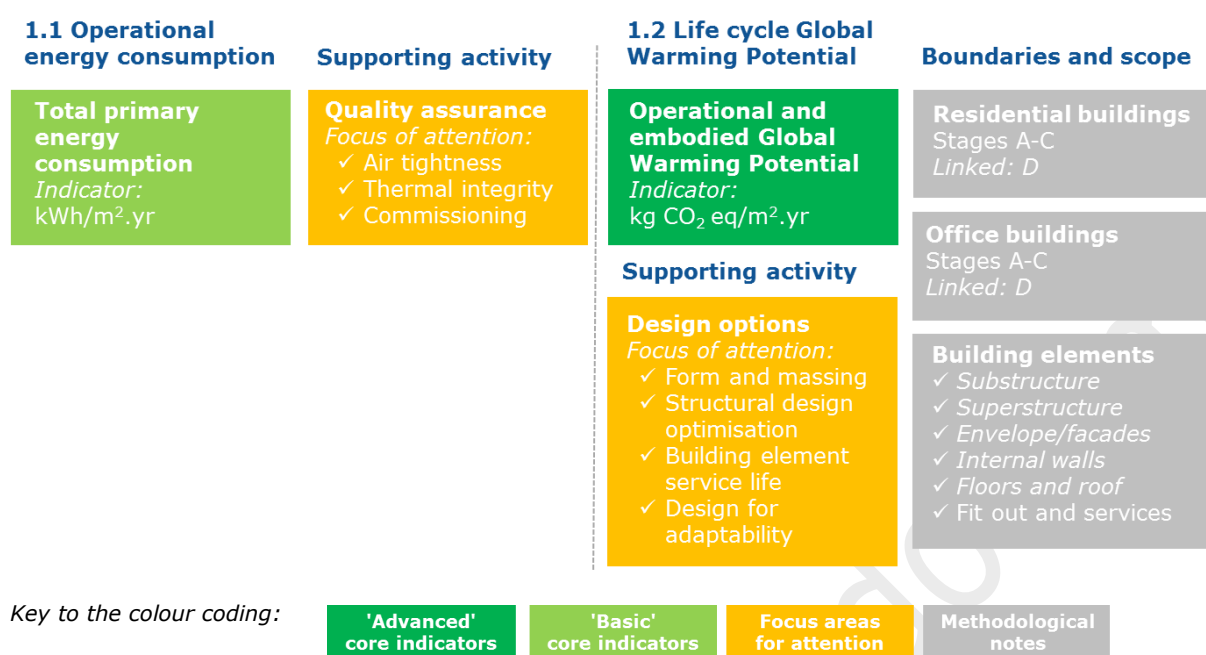 1.1 Operational
energy consumption
Supporting activity
1.2 Life cycle Global
Warming Potential
Boundaries and scope
Total primary
energy
consumption
Indicator:
kWh/m².yr
Quality assurance
Focus of attention:
✓ Air tightness
✓ Thermal integrity
✓ Commissioning
Operational and
embodied Global
Warming Potential
Indicator:
kg CO₂ eq/m².yr
Supporting activity
Design options
Focus of attention:
✓ Form and massing
✓ Structural design
optimisation
✓ Building element
service life
✓ Design for
adaptability
Residential buildings
Stages A-C
Linked: D
Office buildings
Stages A-C
Linked: D
Building elements
✓ Substructure
✓ Superstructure
✓ Envelope/facades
✓ Internal walls
✓ Floors and roof
✓ Fit out and services
Key to the colour coding:
'Advanced'
core indicators
'Basic'
core indicators
Focus areas
for attention
Methodological
notes